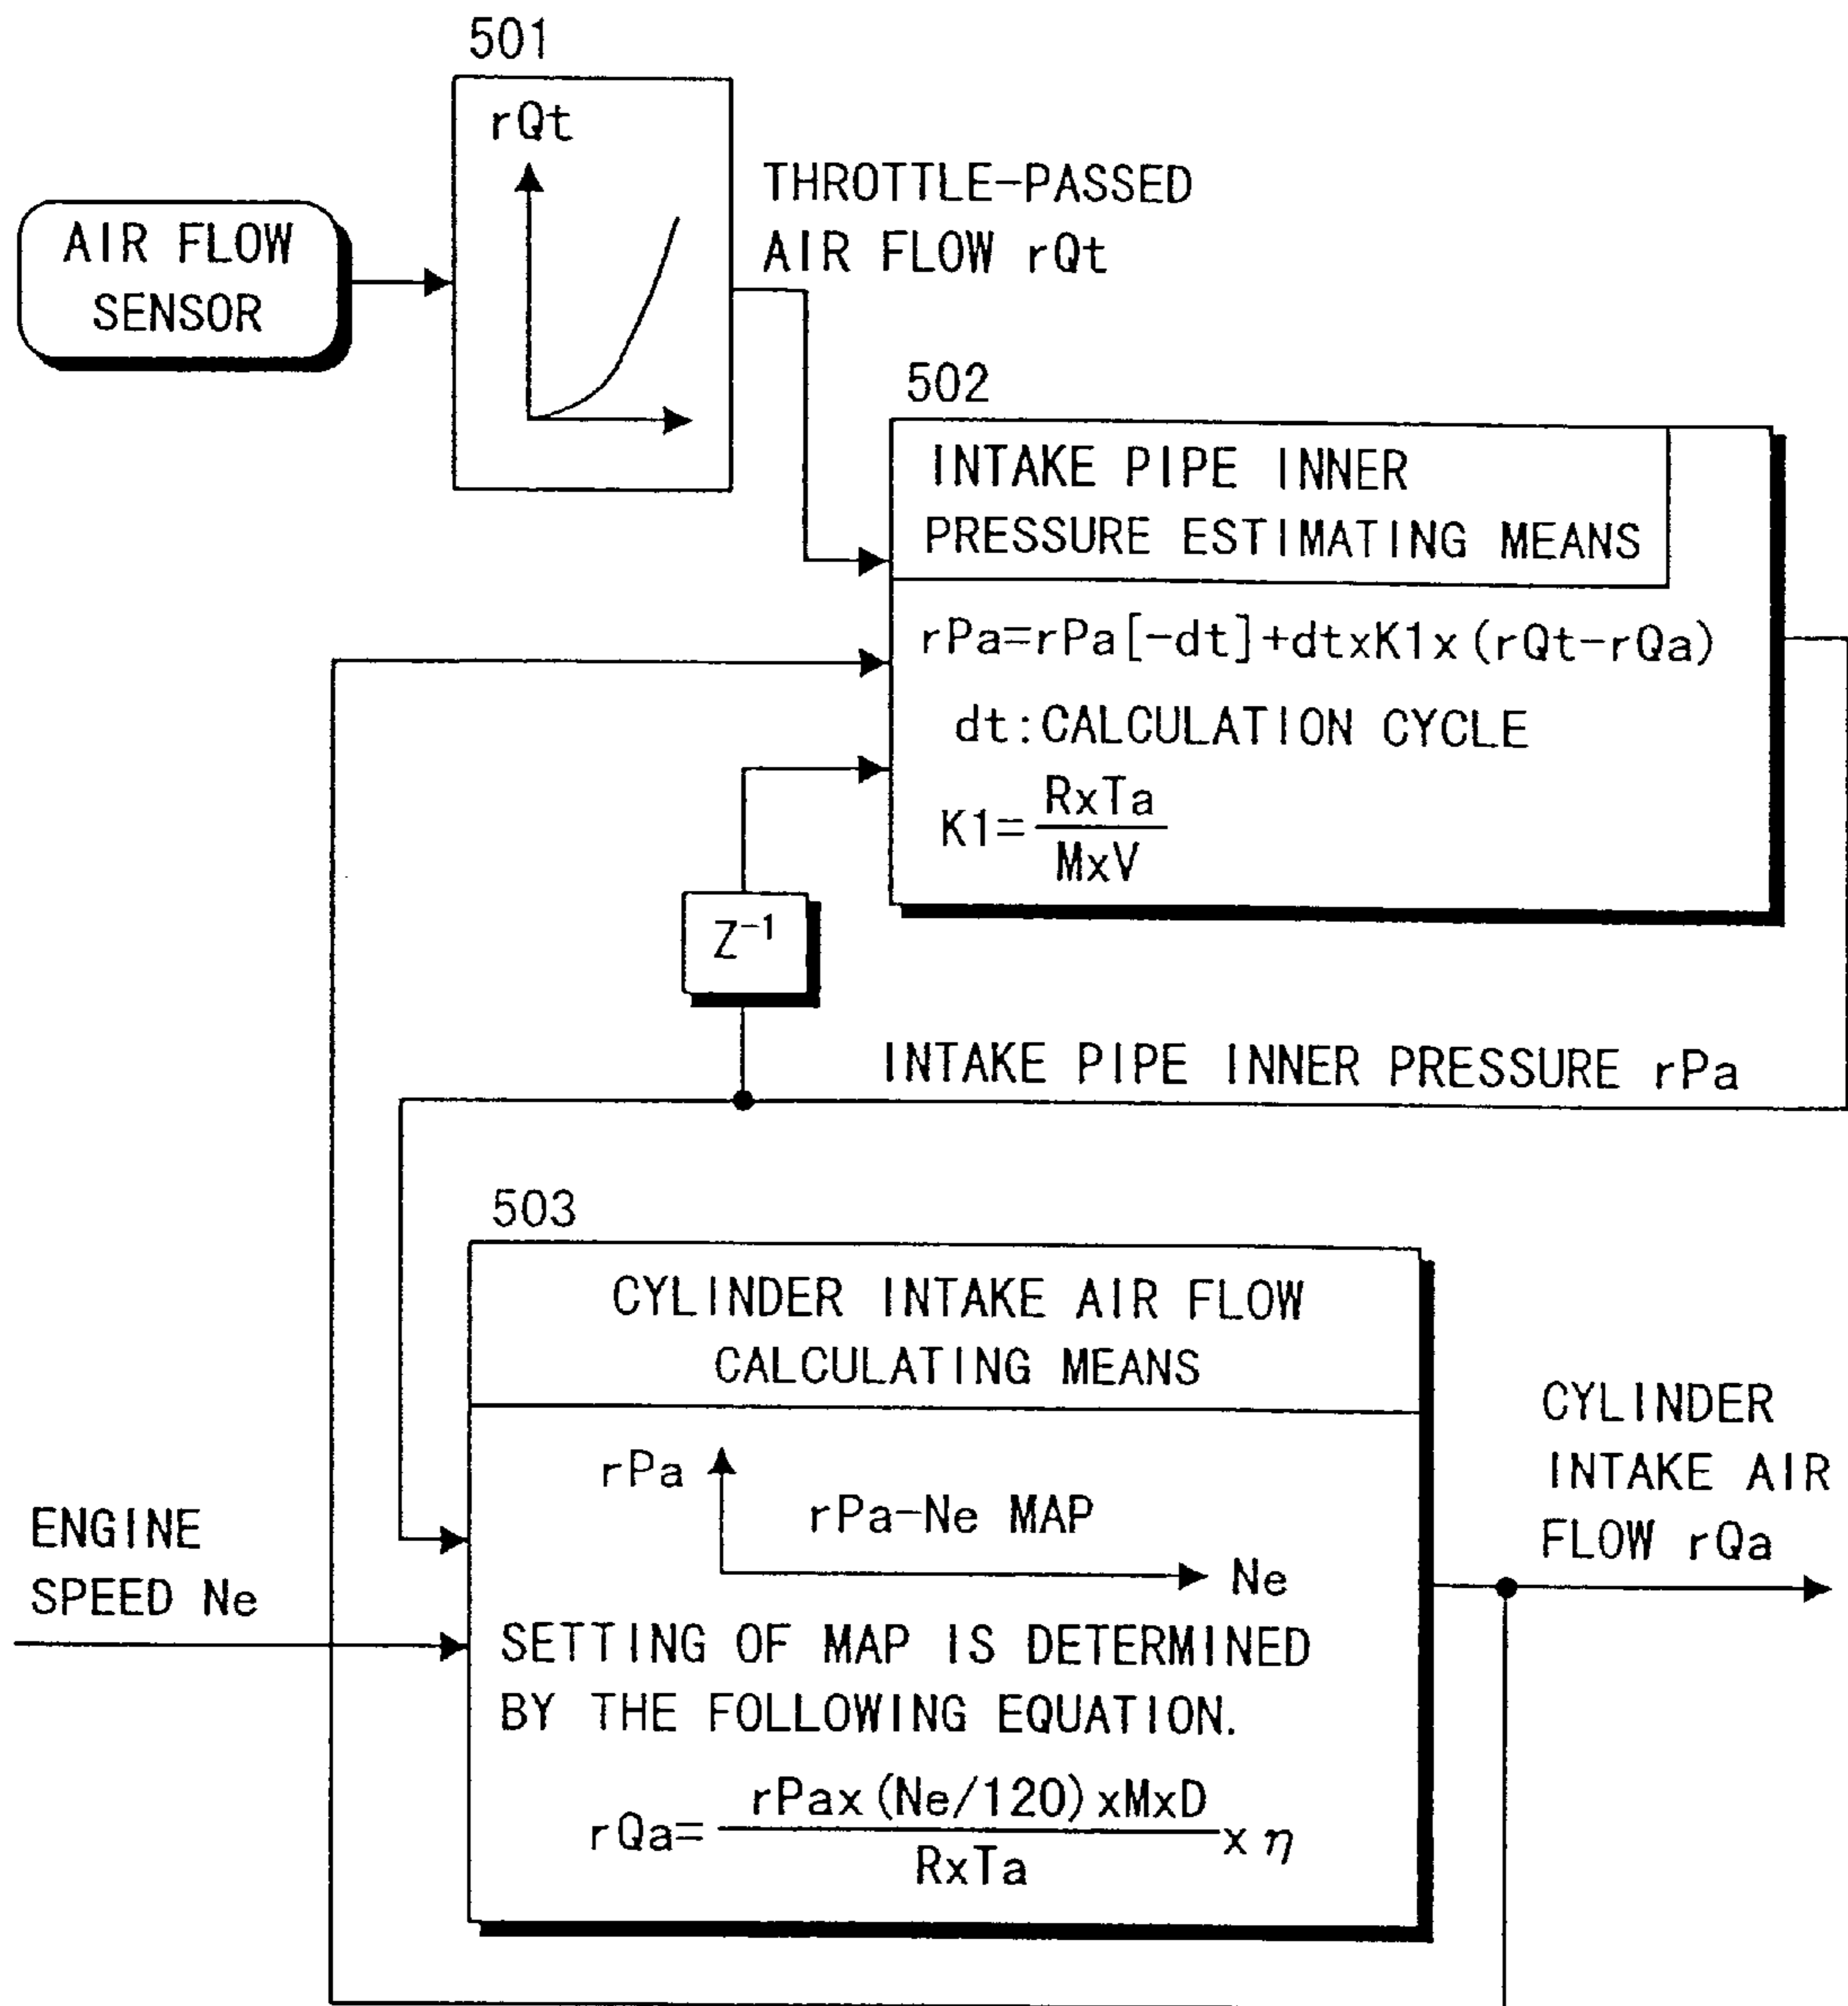 501
rQt
AIR FLOW
SENSOR
THROTTLE-PASSED
AIR FLOW rQt
502
INTAKE PIPE INNER
PRESSURE ESTIMATING MEANS
rPa=rPa[-dt]+dtxK1x(rQt-rQa)
dt:CALCULATION CYCLE
K1=RxTa/MxV
Z⁻¹
INTAKE PIPE INNER PRESSURE rPa
503
CYLINDER INTAKE AIR FLOW
CALCULATING MEANS
rPa
rPa-Ne MAP
Ne
SETTING OF MAP IS DETERMINED
BY THE FOLLOWING EQUATION.
rQa=rPax(Ne/120)xMxD/RxTa x η
ENGINE
SPEED Ne
CYLINDER
INTAKE AIR
FLOW rQa